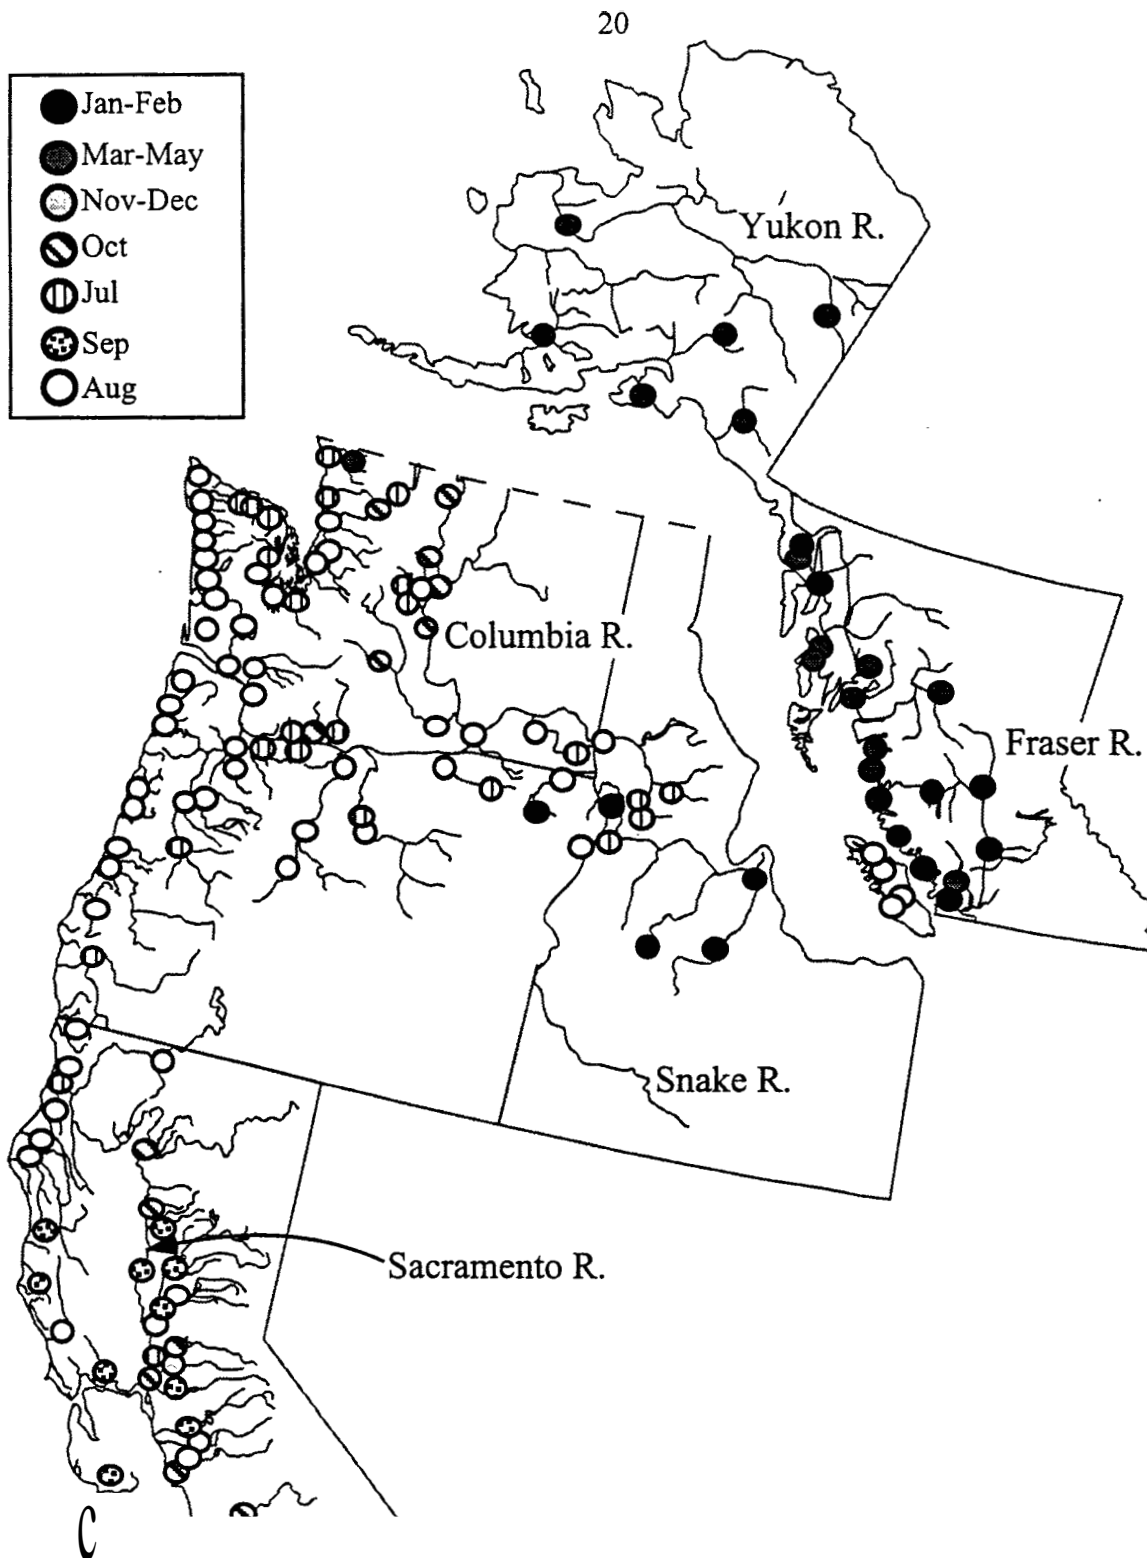 20
Jan-Feb
Mar-May
Nov-Dec
Oct
Jul
Sep
Aug
Yukon R.
Columbia R.
Fraser R.
Snake R.
Sacramento R.
C